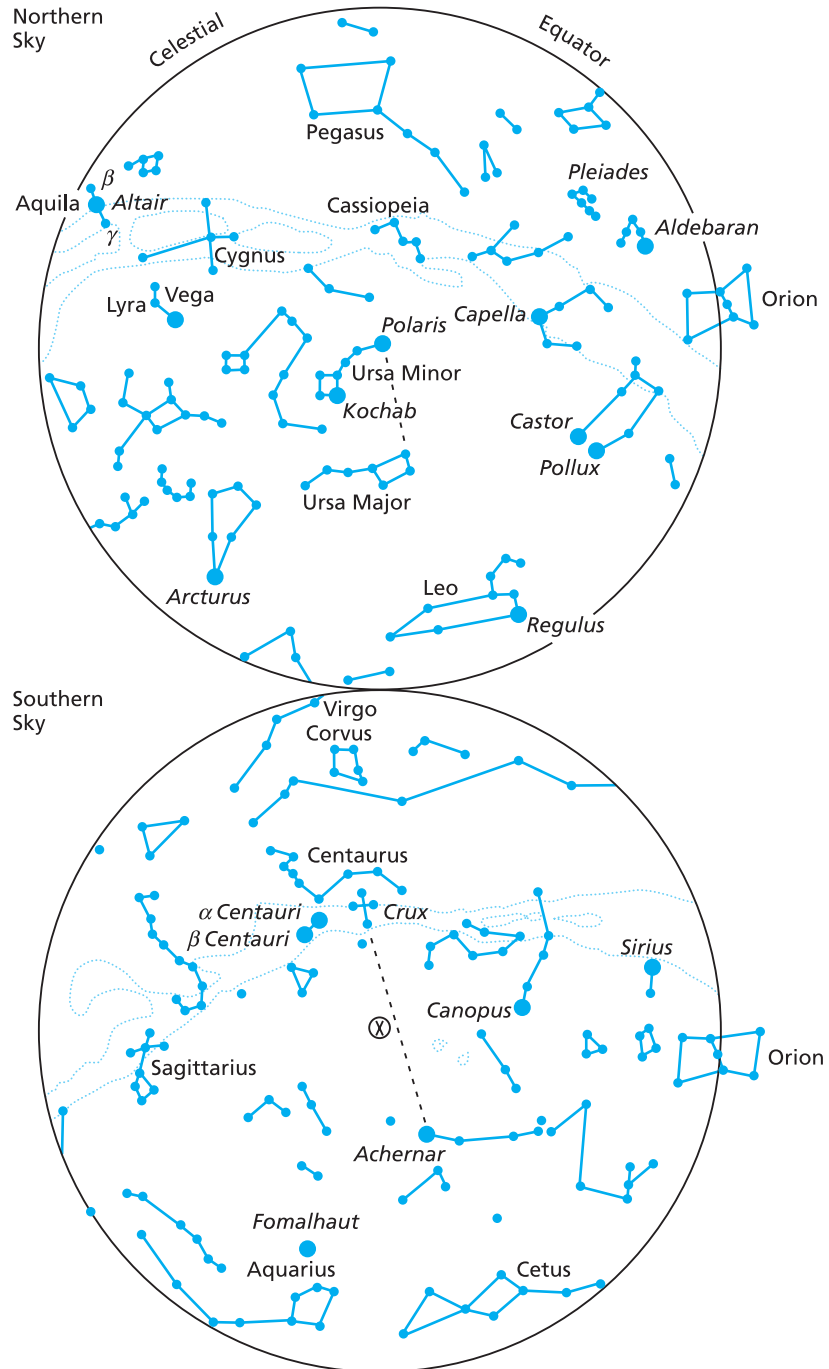 Northern
Sky
Celestial
Equator
Pegasus
β
Pleiades
Aquila
Altair
Cassiopeia
Aldebaran
γ
Cygnus
Orion
Vega
Lyra
Capella
Polaris
Ursa Minor
Kochab
Castor
Pollux
Ursa Major
Leo
Arcturus
Regulus
Southern
Sky
Virgo
Corvus
Centaurus
α Centauri
Crux
β Centauri
Sirius
Canopus
X
Orion
Sagittarius
Achernar
Fomalhaut
Aquarius
Cetus